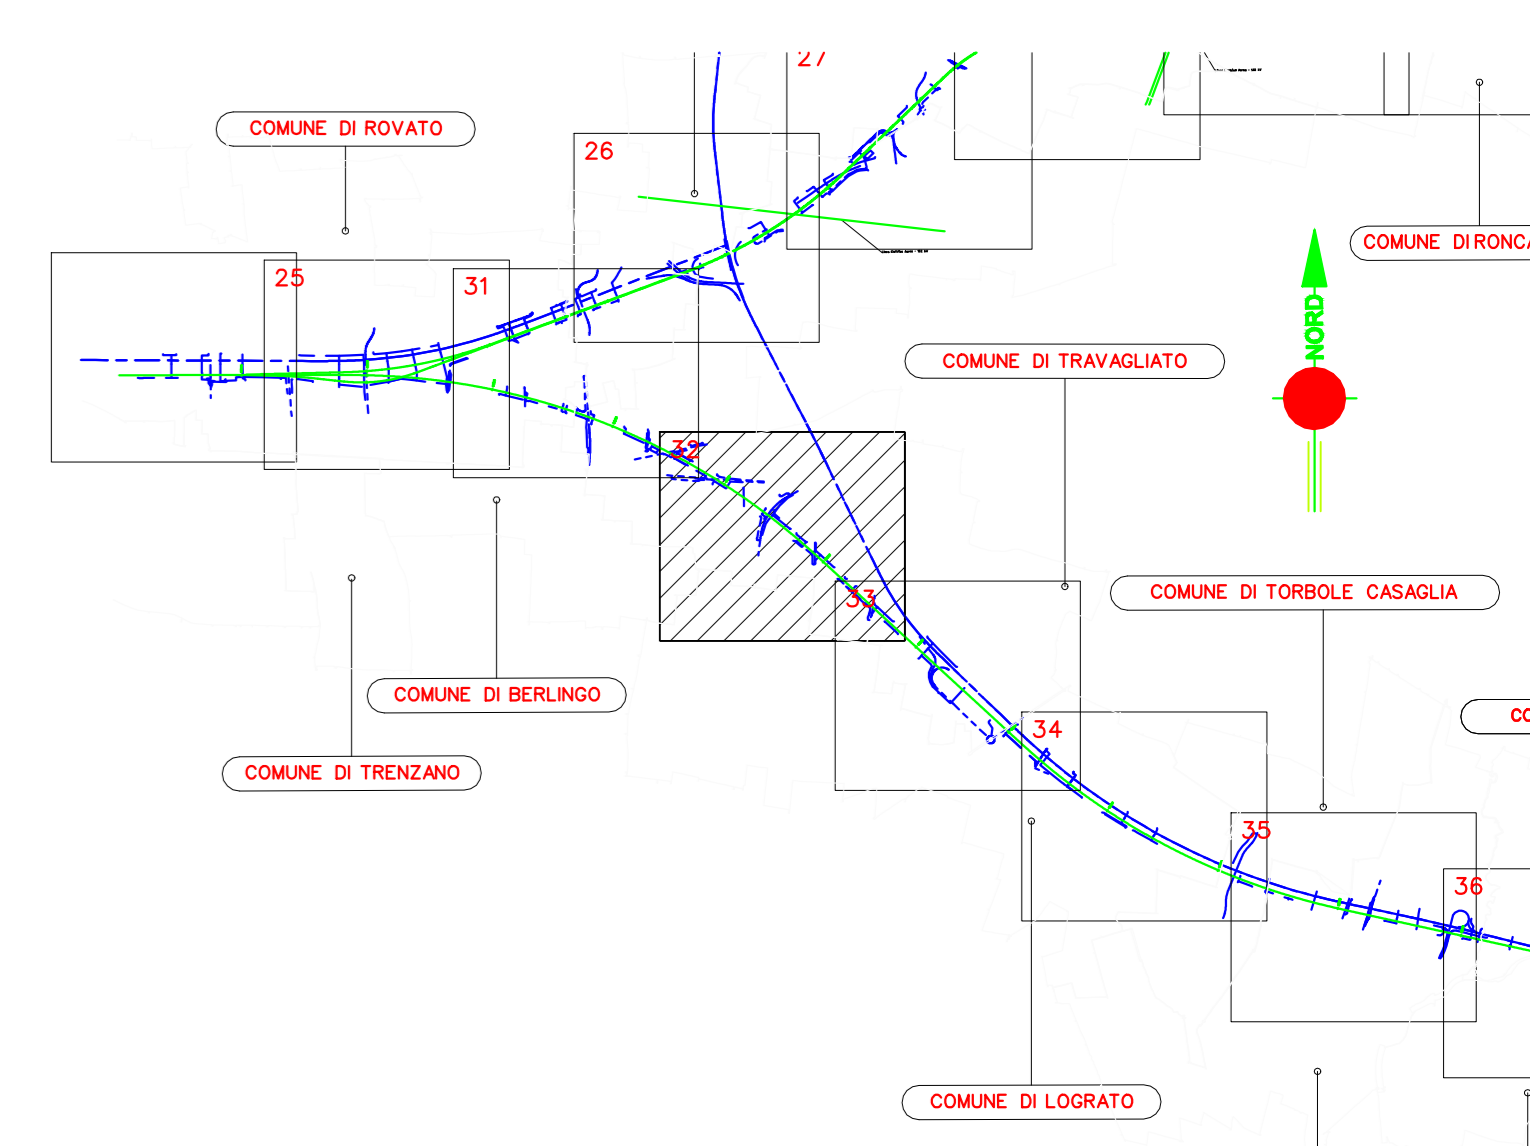 27
COMUNE DI ROVATO
26
COMUNE DI RONCA
25
31
NORD
COMUNE DI TRAVAGLIATO
32
COMUNE DI TORBOLE CASAGLIA
33
COMUNE DI BERLINGO
CO
34
COMUNE DI TRENZANO
35
36
COMUNE DI LOGRATO